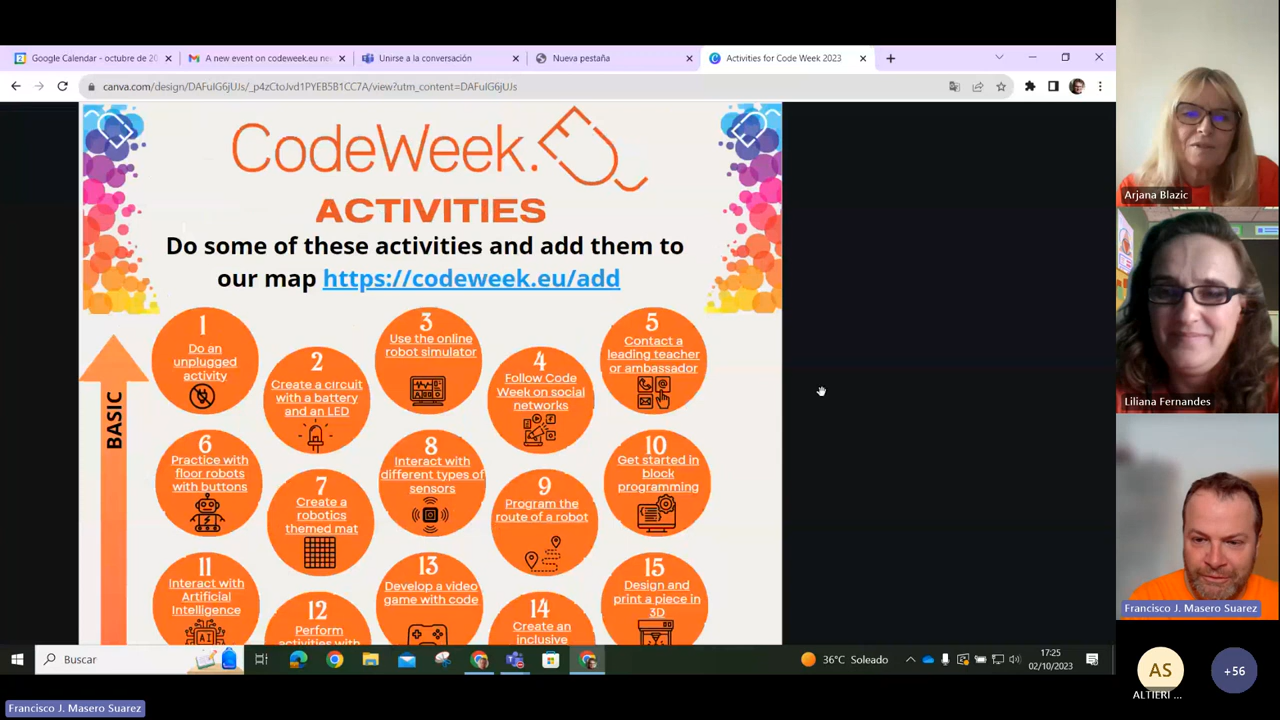 Google Calendar - octubre de 20
A new event on codeweek.eu ne
Unirse a la conversación
Nueva pestaña
Activities for Code Week 2023
canva.com/design/DAFuIG6jUJs/_p4zCtoJvd1PYEB5B1CC7A/view?utm_content=DAFuIG6jUJs
CodeWeek.EU
ACTIVITIES
Do some of these activities and add them to
our map https://codeweek.eu/add
BASIC
1
Do an
unplugged
activity
2
Create a circuit
with a battery
and an LED
3
Use the online
robot simulator
4
Follow Code
Week on social
networks
5
Contact a
leading teacher
or ambassador
6
Practice with
floor robots
with buttons
7
Create a
robotics
themed mat
8
Interact with
different types of
sensors
9
Program the
route of a robot
10
Get started in
block
programming
11
Interact with
Artificial
Intelligence
AI
12
Perform
activities with
13
Develop a video
game with code
14
Create an
inclusive
15
Design and
print a piece in
3D
Arjana Blazic
Liliana Fernandes
Francisco J. Masero Suarez
AS
ALTIERI ...
+56
Buscar
36°C Soleado
17:25
02/10/2023
Francisco J. Masero Suarez